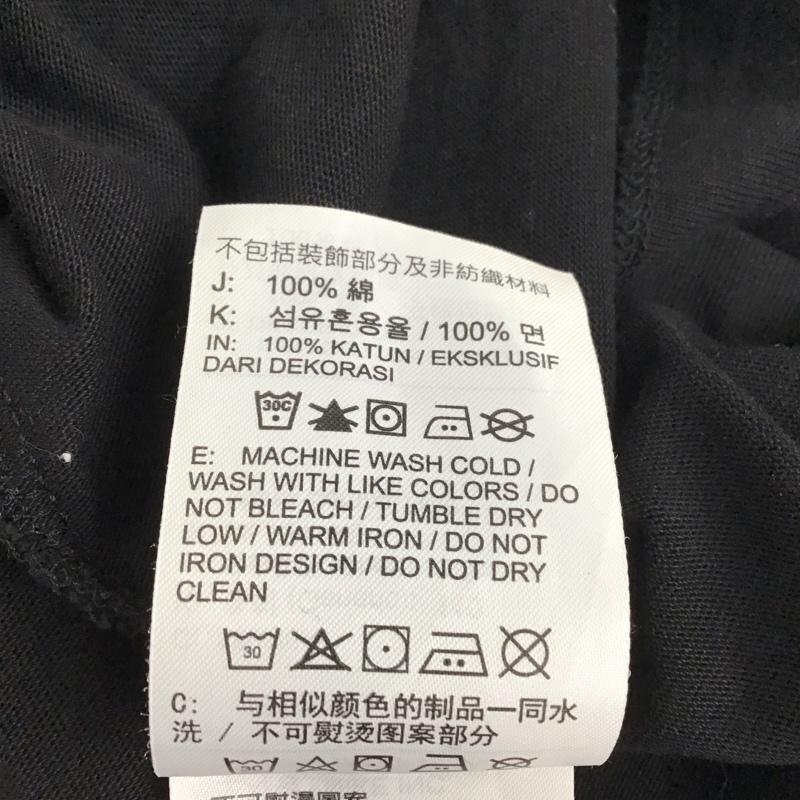 不包括裝飾部分及非紡織材料
J: 100% 綿
K: 섬유혼용율 / 100% 면
IN: 100% KATUN / EKSKLUSIF
DARI DEKORASI
30C
E: MACHINE WASH COLD /
WASH WITH LIKE COLORS / DO
NOT BLEACH / TUMBLE DRY
LOW / WARM IRON / DO NOT
IRON DESIGN / DO NOT DRY
CLEAN
30
C: 与相似颜色的制品一同水
洗 / 不可熨烫图案部分
30